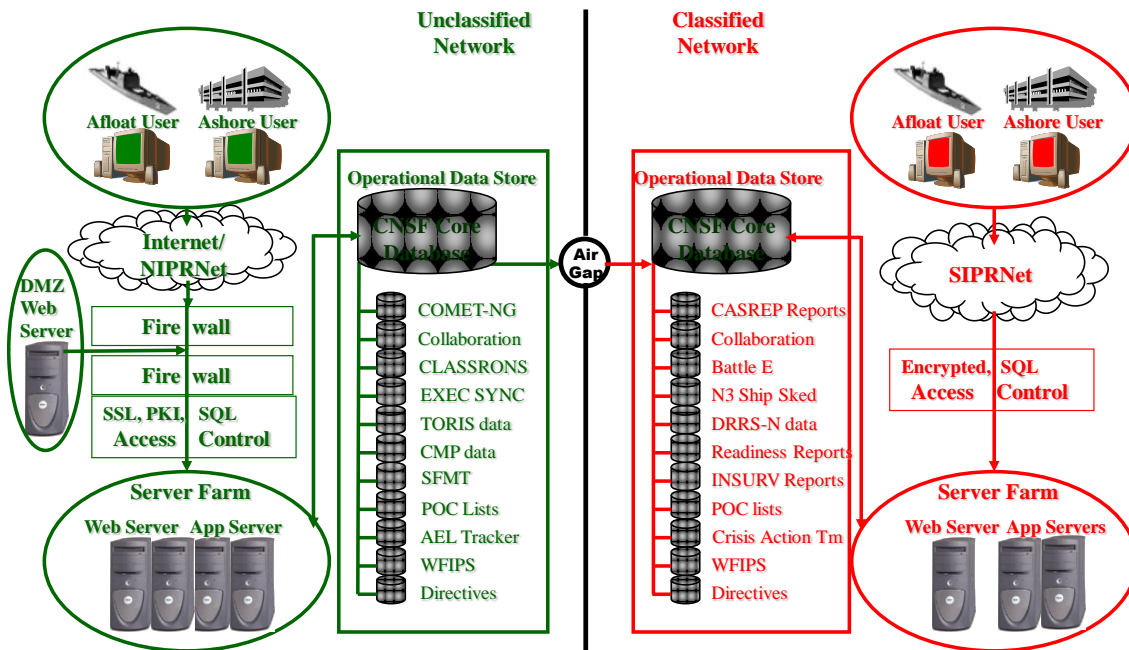 Unclassified
Network
Classified
Network
Afloat User
Ashore User
Internet/
NIPRNet
DMZ
Web
Server
Fire wall
Fire wall
SSL, PKI, SQL
Access Control
Server Farm
Web Server App Server
Operational Data Store
CNSF Core
Database
COMET-NG
Collaboration
CLASSRONS
EXEC SYNC
TORIS data
CMP data
SFMT
POC Lists
AEL Tracker
WFIPS
Directives
Air
Gap
Operational Data Store
CNSF Core
Database
CASREP Reports
Collaboration
Battle E
N3 Ship Sked
DRRS-N data
Readiness Reports
INSURV Reports
POC lists
Crisis Action Tm
WFIPS
Directives
Afloat User
Ashore User
SIPRNet
Encrypted, SQL
Access Control
Server Farm
Web Server App Servers